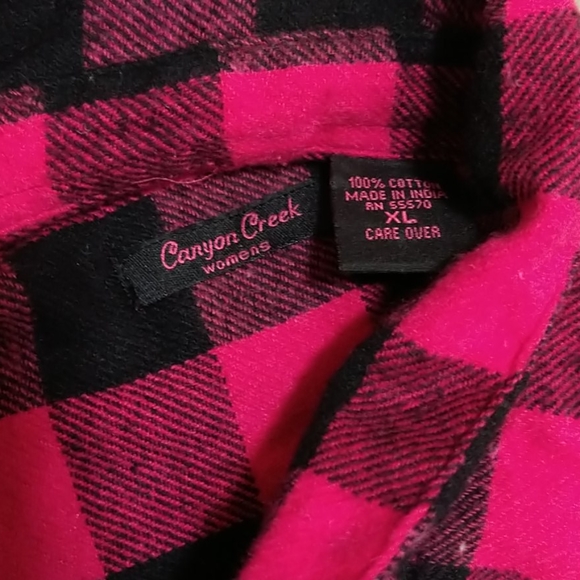 Canyon Creek
womens
100% COTTON
MADE IN INDIA
RN 55570
XL
CARE OVER